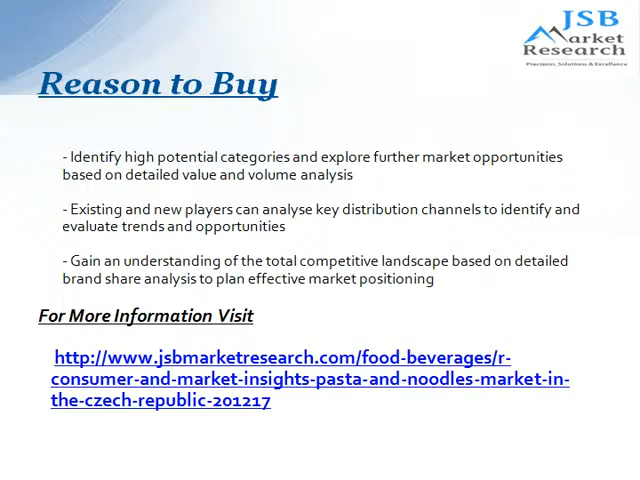 JSB
Market
Research
Precision, Solutions & Excellence
Reason to Buy
- Identify high potential categories and explore further market opportunities
based on detailed value and volume analysis
- Existing and new players can analyse key distribution channels to identify and
evaluate trends and opportunities
- Gain an understanding of the total competitive landscape based on detailed
brand share analysis to plan effective market positioning
For More Information Visit
http://www.jsbmarketresearch.com/food-beverages/r-
consumer-and-market-insights-pasta-and-noodles-market-in-
the-czech-republic-201217